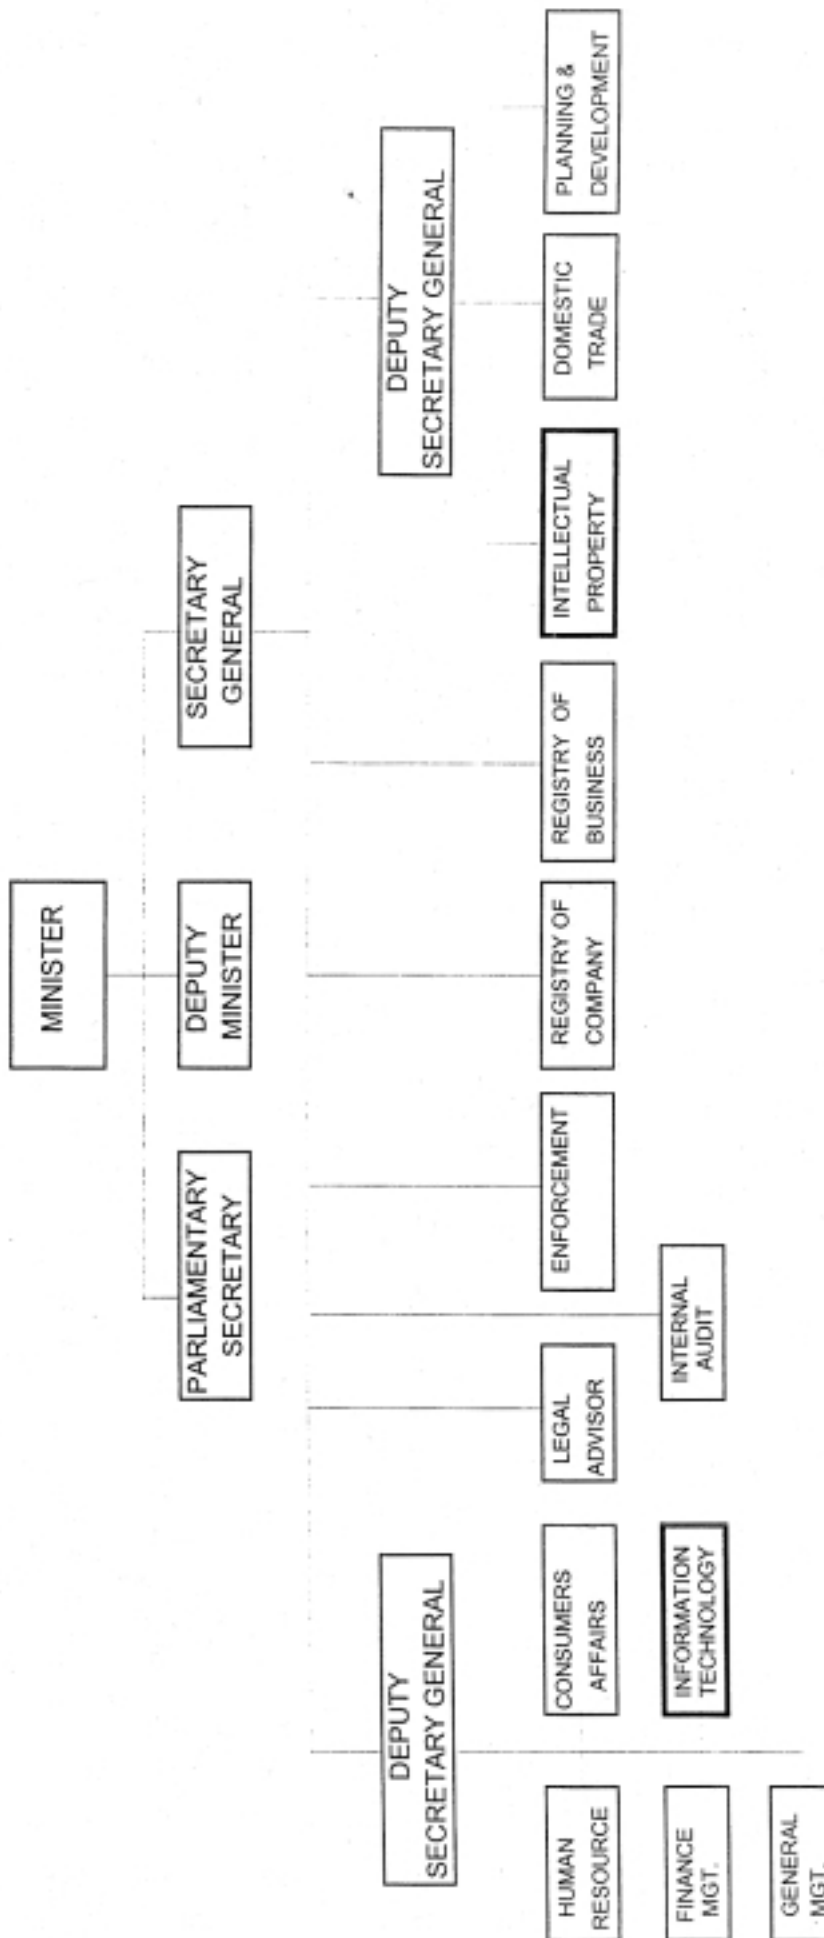 MINISTER
PARLIAMENTARY
SECRETARY
DEPUTY
MINISTER
SECRETARY
GENERAL
DEPUTY
SECRETARY GENERAL
DEPUTY
SECRETARY GENERAL
HUMAN
RESOURCE
CONSUMERS
AFFAIRS
LEGAL
ADVISOR
ENFORCEMENT
REGISTRY OF
COMPANY
REGISTRY OF
BUSINESS
INTELLECTUAL
PROPERTY
DOMESTIC
TRADE
PLANNING &
DEVELOPMENT
FINANCE
MGT.
INFORMATION
TECHNOLOGY
INTERNAL
AUDIT
GENERAL
MGT.